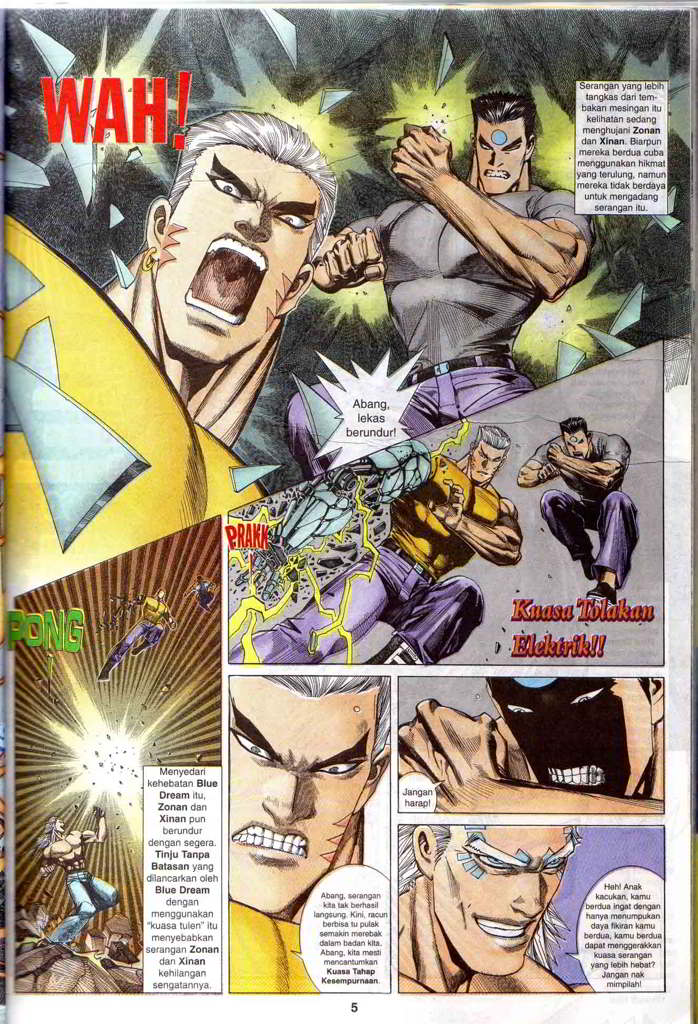 WAH!
Serangan yang lebih
tangkas dari tem-
bakan mesingan itu
kelihatan sedang
menghujani Zonan
dan Xinan. Biarpun
mereka berdua cuba
menggunakan hikmat
yang terulung, namun
mereka tidak berdaya
untuk mengadang
serangan itu.
Abang,
lekas
berundur!
PRAKK
Kuasa Tolakan
Elektrik!!
PONG
Menyedari
kehebatan Blue
Dream itu,
Zonan dan
Xinan pun
berundur
dengan segera.
Tinju Tanpa
Batasan yang
dilancarkan oleh
Blue Dream
dengan
menggunakan
"kuasa tulen" itu
menyebabkan
serangan Zonan
dan Xinan
kehilangan
sengatannya.
Abang, serangan
kita tak berhasil
langsung. Kini, racun
berbisa tu pulak
semakin merebak
dalam badan kita.
Abang, kita mesti
mencantumkan
Kuasa Tahap
Kesempurnaan.
Jangan
harap!
Heh! Anak
kacukan, kamu
berdua ingat dengan
hanya menumpukan
daya fikiran kamu
berdua, kamu berdua
dapat menggerakkan
kuasa serangan
yang lebih hebat?
Jangan nak
mimpilah!
5